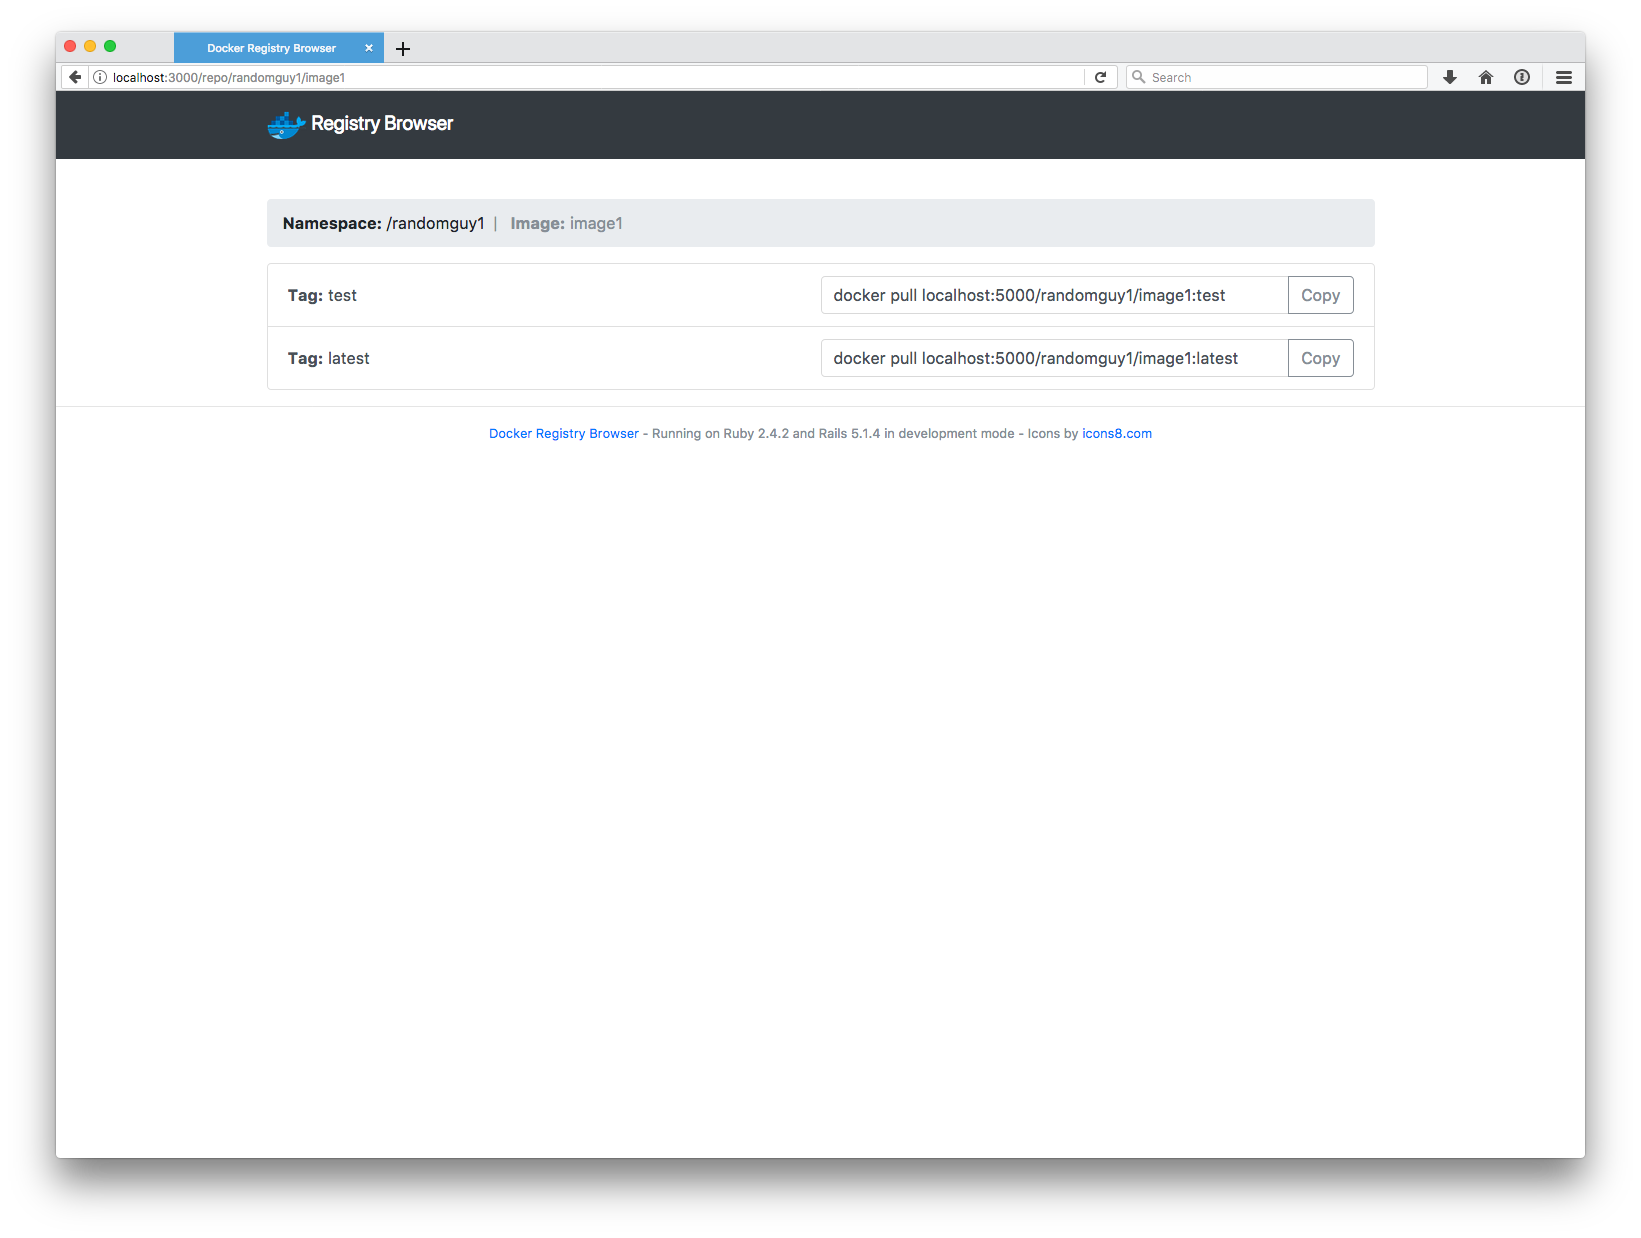 Docker Registry Browser
localhost:3000/repo/randomguy1/image1
Search
Registry Browser
Namespace: /randomguy1 | Image: image1
Tag: test
docker pull localhost:5000/randomguy1/image1:test
Copy
Tag: latest
docker pull localhost:5000/randomguy1/image1:latest
Copy
Docker Registry Browser - Running on Ruby 2.4.2 and Rails 5.1.4 in development mode - Icons by icons8.com